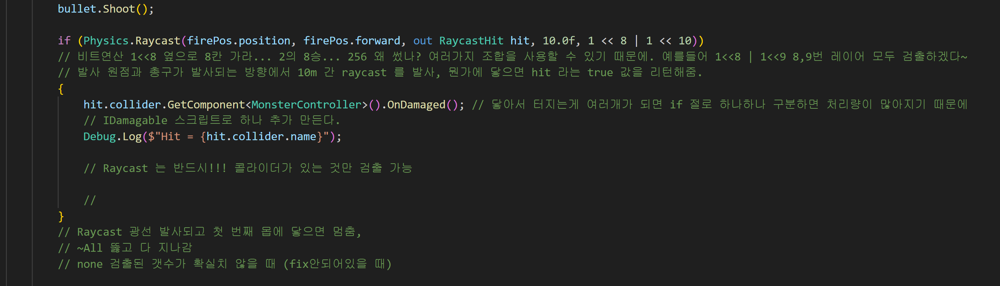 bullet.Shoot();
if (Physics.Raycast(firePos.position, firePos.forward, out RaycastHit hit, 10.0f, 1 << 8 | 1 << 10))
// 비트연산 1<<8 옆으로 8칸 가라... 2의 8승... 256 왜 썼나? 여러가지 조합을 사용할 수 있기 때문에. 예를들어 1<<8 | 1<<9 8,9번 레이어 모두 검출하겠다~
// 발사 원점과 총구가 발사되는 방향에서 10m 간 raycast 를 발사, 뭔가에 닿으면 hit 라는 true 값을 리턴해줌.
{
hit.collider.GetComponent<MonsterController>().OnDamaged(); // 닿아서 터지는게 여러개가 되면 if 절로 하나하나 구분하면 처리량이 많아지기 때문에
// IDamagable 스크립트로 하나 추가 만든다.
Debug.Log($"Hit = {hit.collider.name}");
// Raycast 는 반드시!!! 콜라이더가 있는 것만 검출 가능
//
}
// Raycast 광선 발사되고 첫 번째 몹에 닿으면 멈춤,
// ~All 뚫고 다 지나감
// none 검출된 갯수가 확실치 않을 때 (fix안되어있을 때)